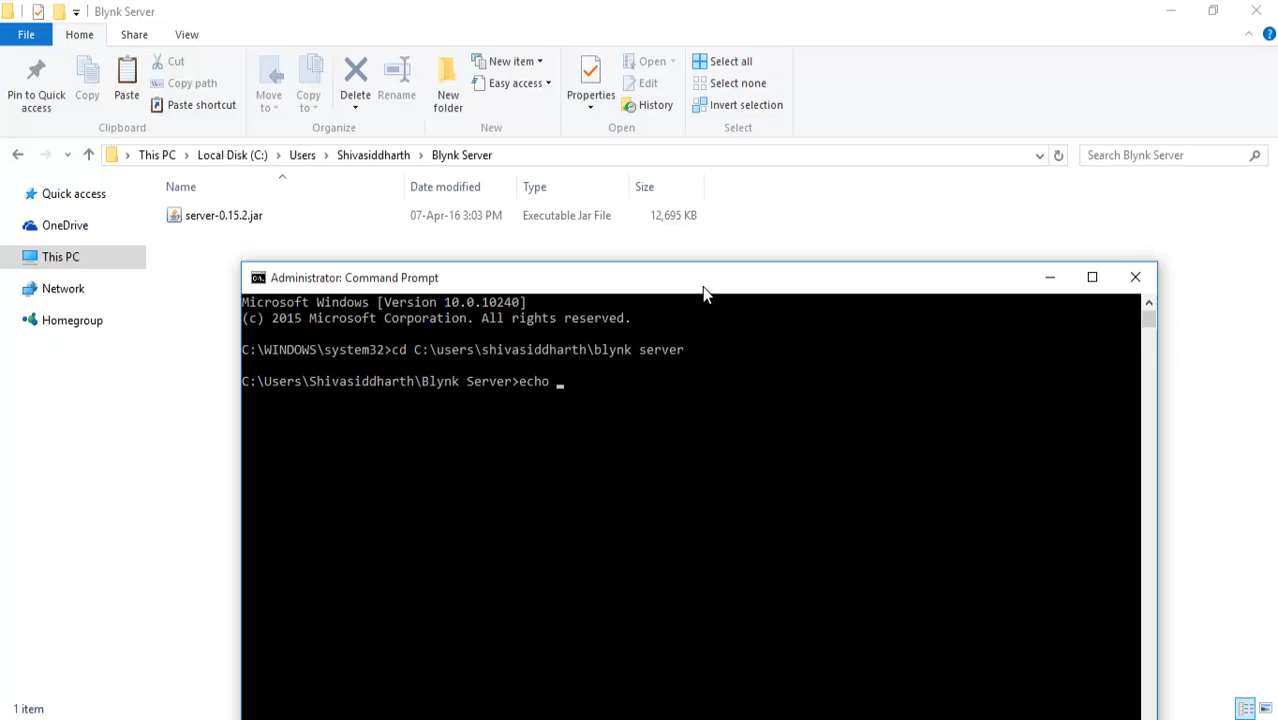 Blynk Server
File
Home
Share
View
Pin to Quick
access
Copy
Paste
Cut
Copy path
Paste shortcut
Clipboard
Move
to
Copy
to
Delete
Rename
Organize
New
folder
New item
Easy access
New
Properties
Open
Edit
History
Open
Select all
Select none
Invert selection
Select
This PC
Local Disk (C:)
Users
Shivasiddharth
Blynk Server
Search Blynk Server
Quick access
OneDrive
This PC
Network
Homegroup
Name
Date modified
Type
Size
server-0.15.2.jar
07-Apr-16 3:03 PM
Executable Jar File
12,695 KB
Administrator: Command Prompt
Microsoft Windows [Version 10.0.10240]
(c) 2015 Microsoft Corporation. All rights reserved.
C:\WINDOWS\system32>cd C:\users\shivasiddharth\blynk server
C:\Users\Shivasiddharth\Blynk Server>echo _
1 item